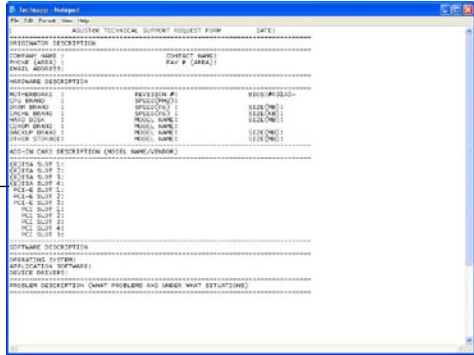 Techsupp - Notepad
File Edit Format View Help
ASUSTeK TECHNICAL SUPPORT REQUEST FORM DATE:
ORIGINATOR DESCRIPTION
COMPANY NAME : CONTACT NAME:
PHONE (AREA) : FAX # (AREA):
EMAIL ADDRESS:
HARDWARE DESCRIPTION
MOTHERBOARD : REVISION #: BIOS:
CPU BRAND : SPEED(MHz):
DRAM BRAND : SPEED(ns) : SIZE(MB):
CACHE BRAND : SPEED(ns) : SIZE(KB):
HARD DISK : MODEL NAME: SIZE(MB):
CDROM BRAND : MODEL NAME:
BACKUP BRAND : MODEL NAME: SIZE(MB):
OTHER STORAGE: MODEL NAME: SIZE(MB):
ADD-IN CARD DESCRIPTION (MODEL NAME/VENDOR)
(E)ISA SLOT 1:
(E)ISA SLOT 2:
(E)ISA SLOT 3:
(E)ISA SLOT 4:
PCI-E SLOT 1:
PCI-E SLOT 2:
PCI-E SLOT 3:
PCI SLOT 1:
PCI SLOT 2:
PCI SLOT 3:
PCI SLOT 4:
PCI SLOT 5:
SOFTWARE DESCRIPTION
OPERATING SYSTEM:
APPLICATION SOFTWARE:
DEVICE DRIVERS:
PROBLEM DESCRIPTION (WHAT PROBLEMS AND UNDER WHAT SITUATIONS)